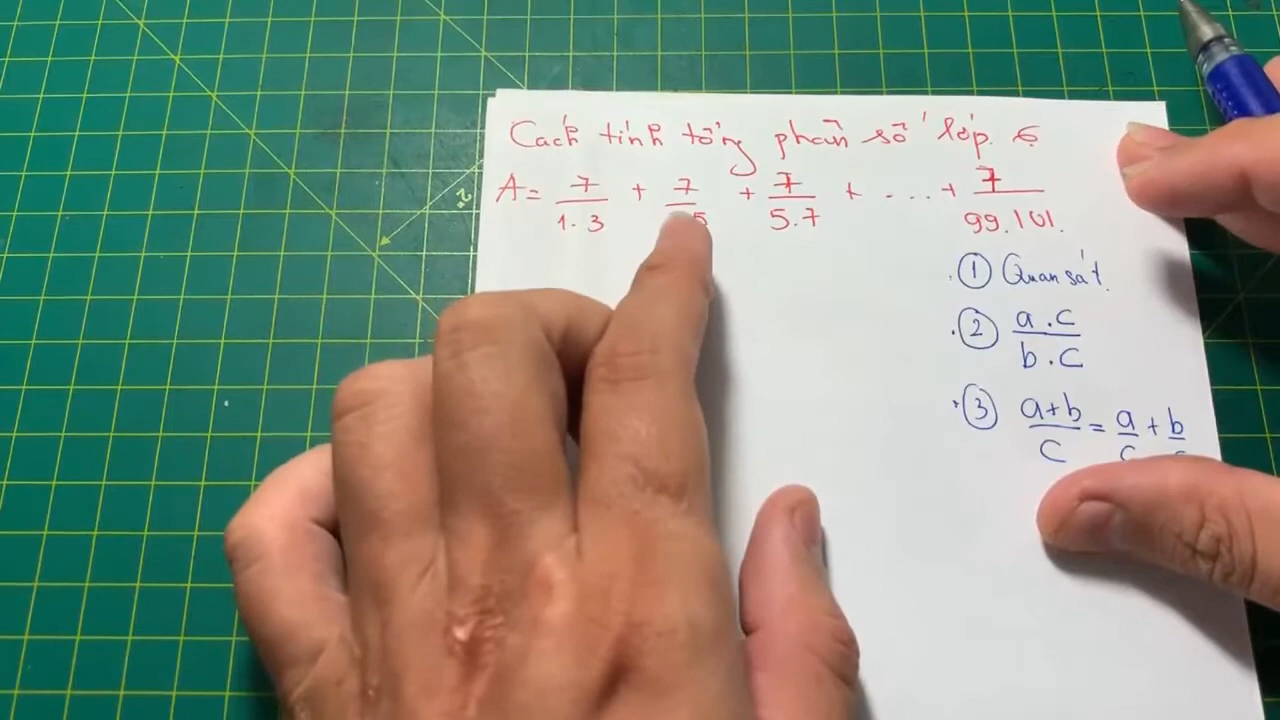 Cách tính tổng phân số lớp 6
A = 7/1.3 + 7/5 + 7/5.7 + .... + 7/99.101.
① Quan sát.
② a.c/b.c
③ a+b/c = a/c + b/